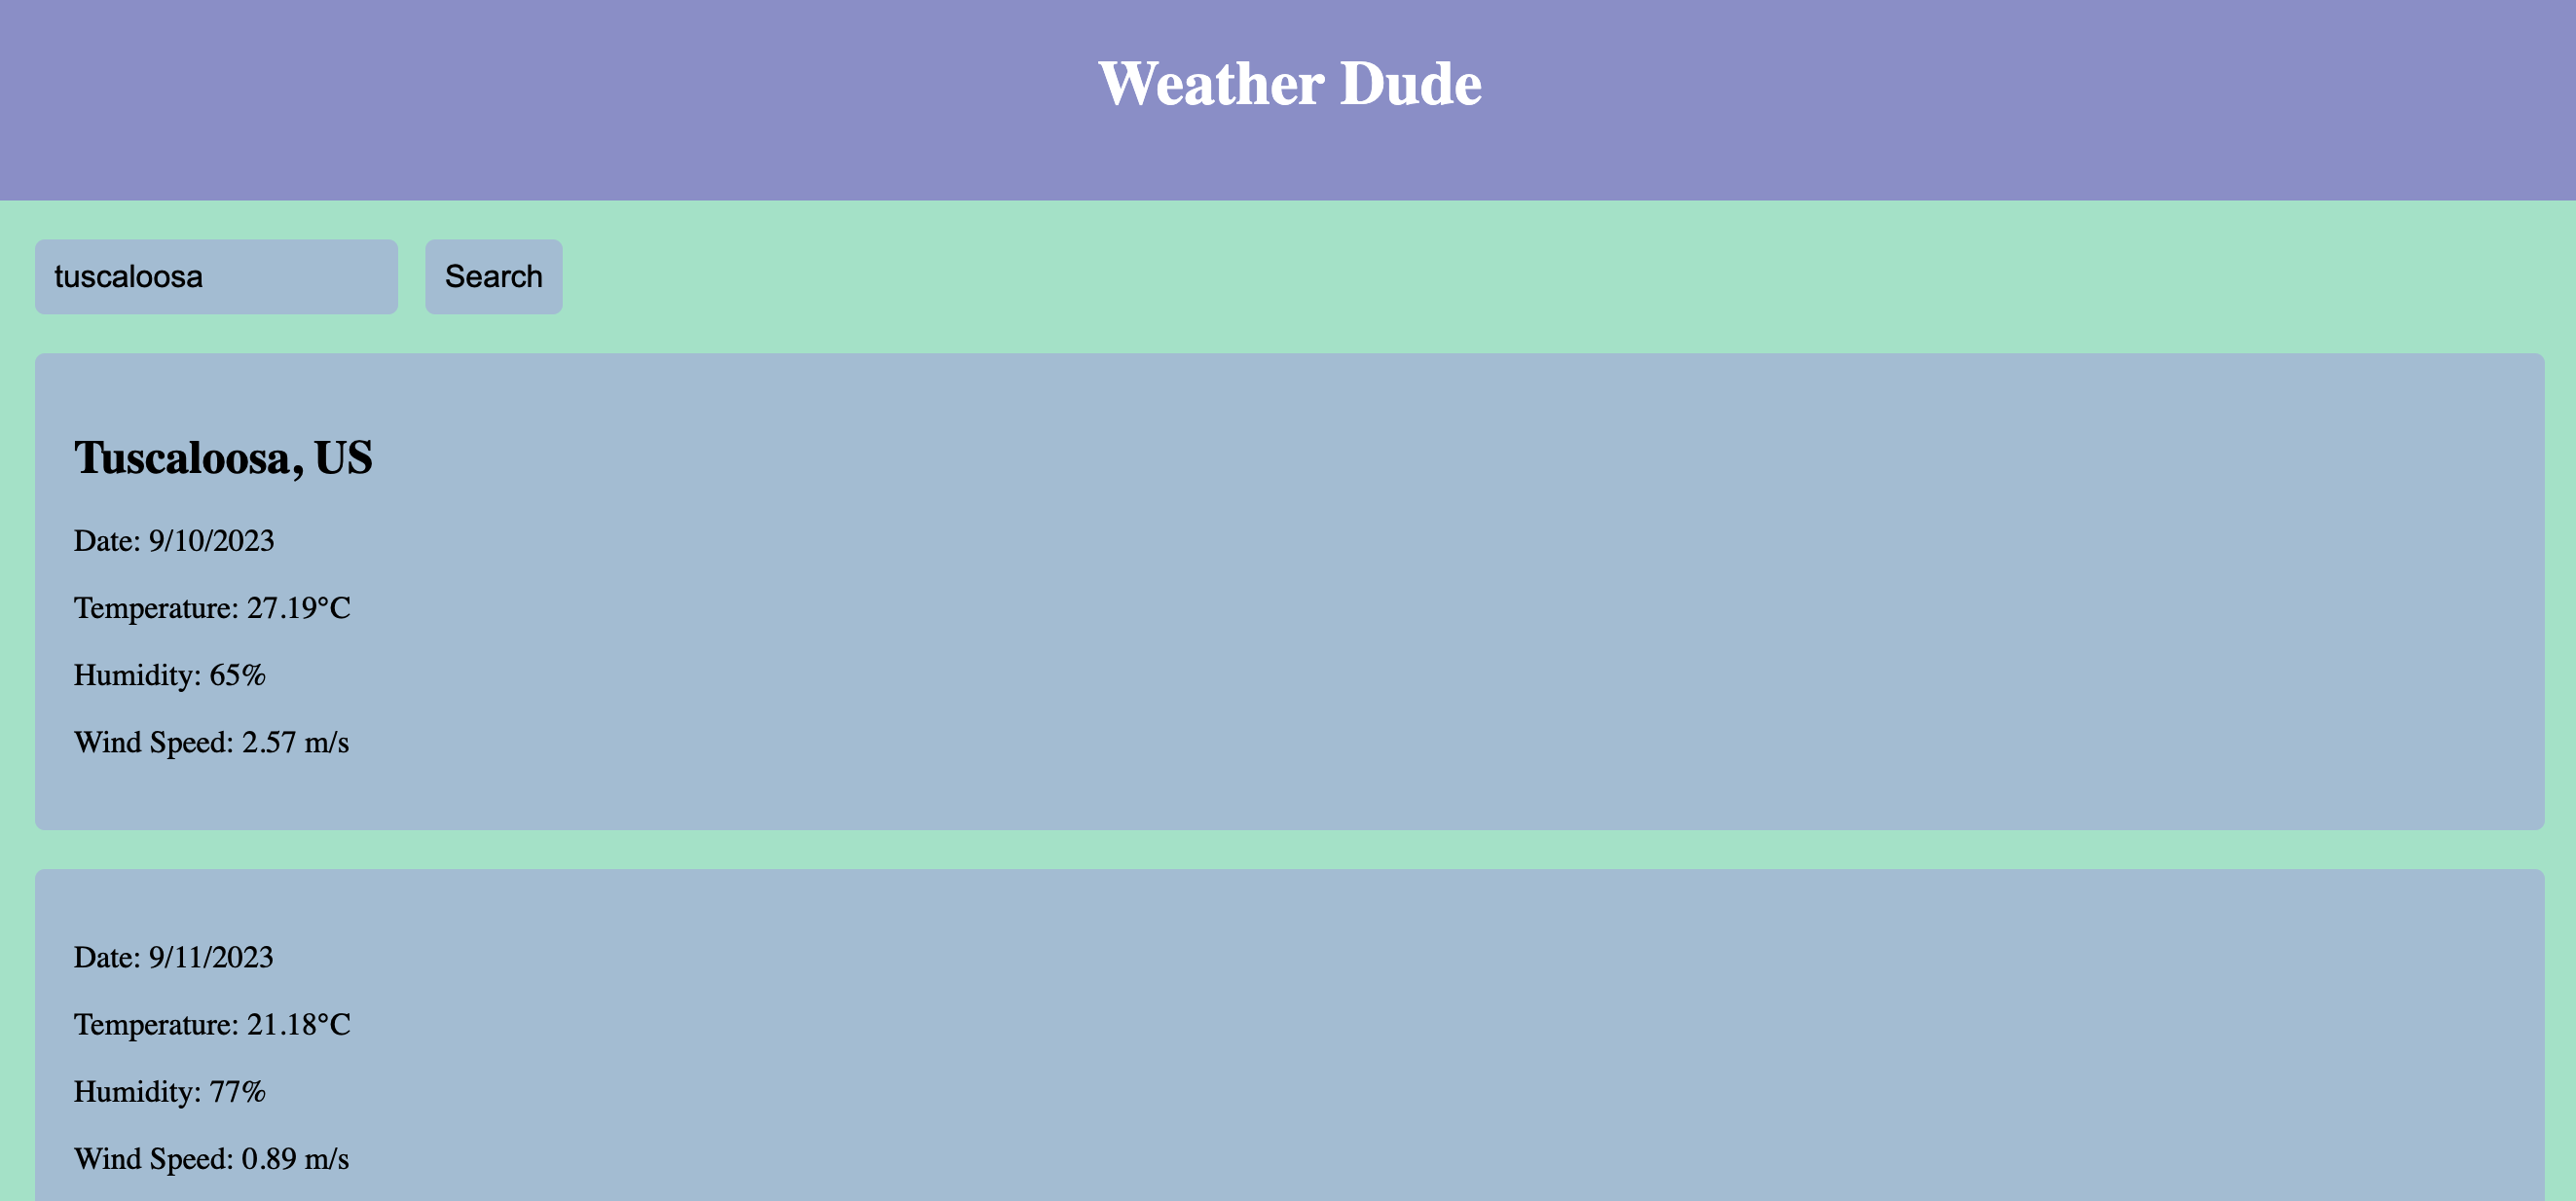 Weather Dude
tuscaloosa
Search
Tuscaloosa, US
Date: 9/10/2023
Temperature: 27.19°C
Humidity: 65%
Wind Speed: 2.57 m/s
Date: 9/11/2023
Temperature: 21.18°C
Humidity: 77%
Wind Speed: 0.89 m/s